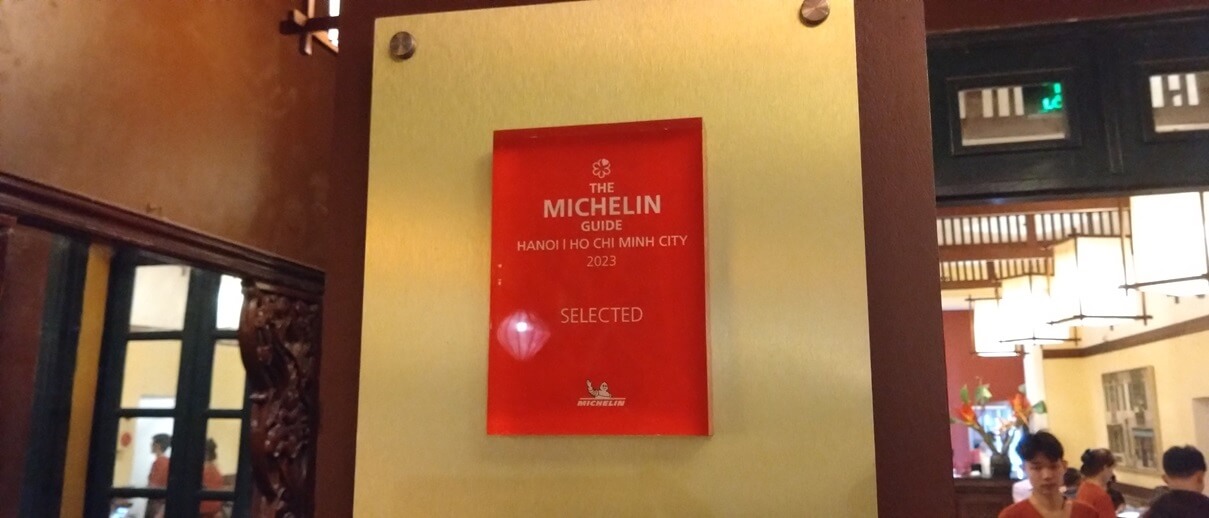 THE
MICHELIN
GUIDE
HANOI | HO CHI MINH CITY
2023
SELECTED
MICHELIN